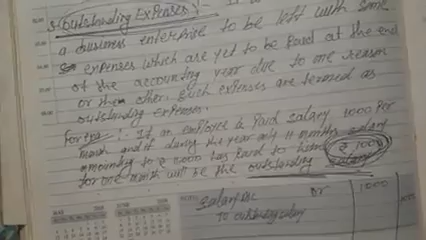 5. Outstanding Expenses :-
a business enterprise to be left with some
expenses which are yet to be Paid at the end
of the accounting year due to one reason
or the other. Such expenses are termed as
outstanding expenses.
For eg :- If an employee is Paid salary 1000 Per
month and if during the year only 11 months salary
amounting to ₹ 11000 has Paid to him ₹ 1000
for one month will be the outstanding salary
Salary a/c Dr 1000
To outstanding salary